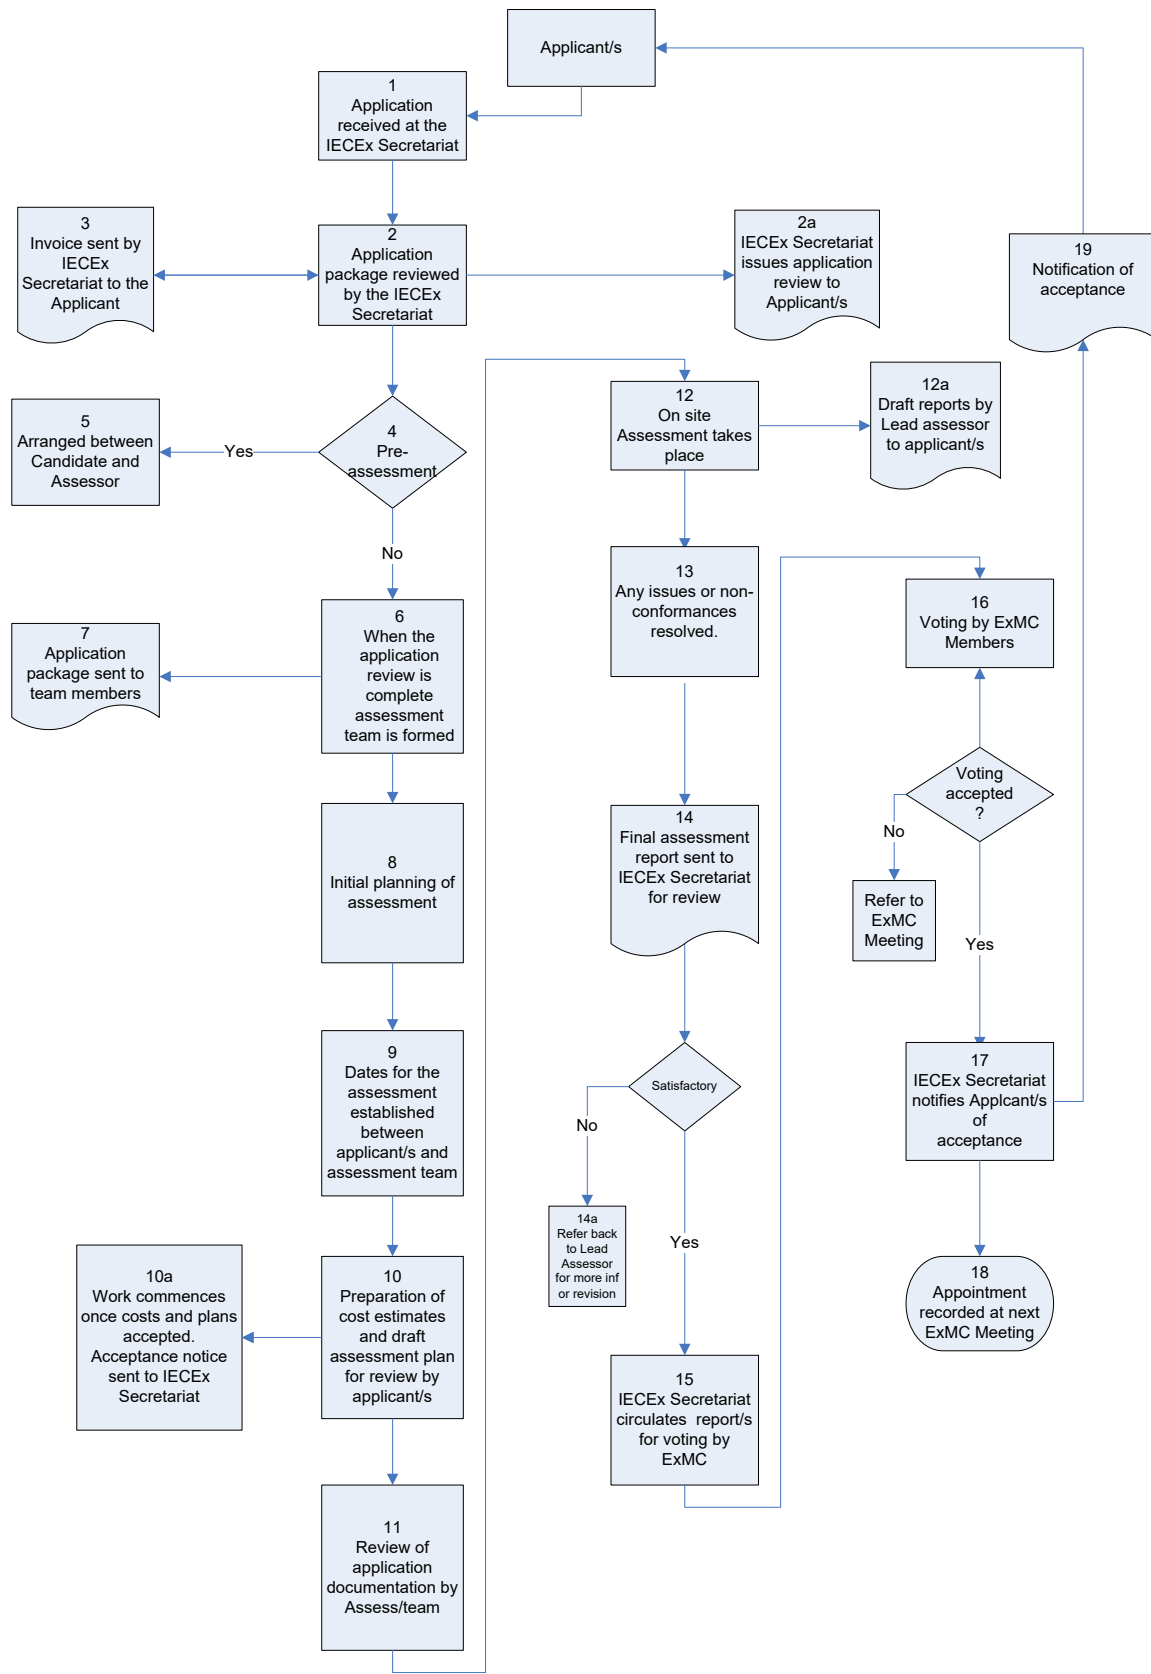 Applicant/s
1
Application
received at the
IECEx Secretariat
3
Invoice sent by
IECEx
Secretariat to the
Applicant
2
Application
package reviewed
by the IECEx
Secretariat
2a
IECEx Secretariat
issues application
review to
Applicant/s
19
Notification of
acceptance
5
Arranged between
Candidate and
Assessor
Yes
4
Pre-
assessment
No
12
On site
Assessment takes
place
12a
Draft reports by
Lead assessor
to applicant/s
7
Application
package sent to
team members
6
When the
application
review is
complete
assessment
team is formed
13
Any issues or non-
conformances
resolved.
16
Voting by ExMC
Members
8
Initial planning of
assessment
14
Final assessment
report sent to
IECEx Secretariat
for review
Voting
accepted
?
No
Refer to
ExMC
Meeting
Yes
9
Dates for the
assessment
established
between
applicant/s and
assessment team
Satisfactory
No
14a
Refer back
to Lead
Assessor
for more inf
or revision
Yes
17
IECEx Secretariat
notifies Applcant/s
of
acceptance
10a
Work commences
once costs and plans
accepted.
Acceptance notice
sent to IECEx
Secretariat
10
Preparation of
cost estimates
and draft
assessment plan
for review by
applicant/s
18
Appointment
recorded at next
ExMC Meeting
15
IECEx Secretariat
circulates report/s
for voting by
ExMC
11
Review of
application
documentation by
Assess/team